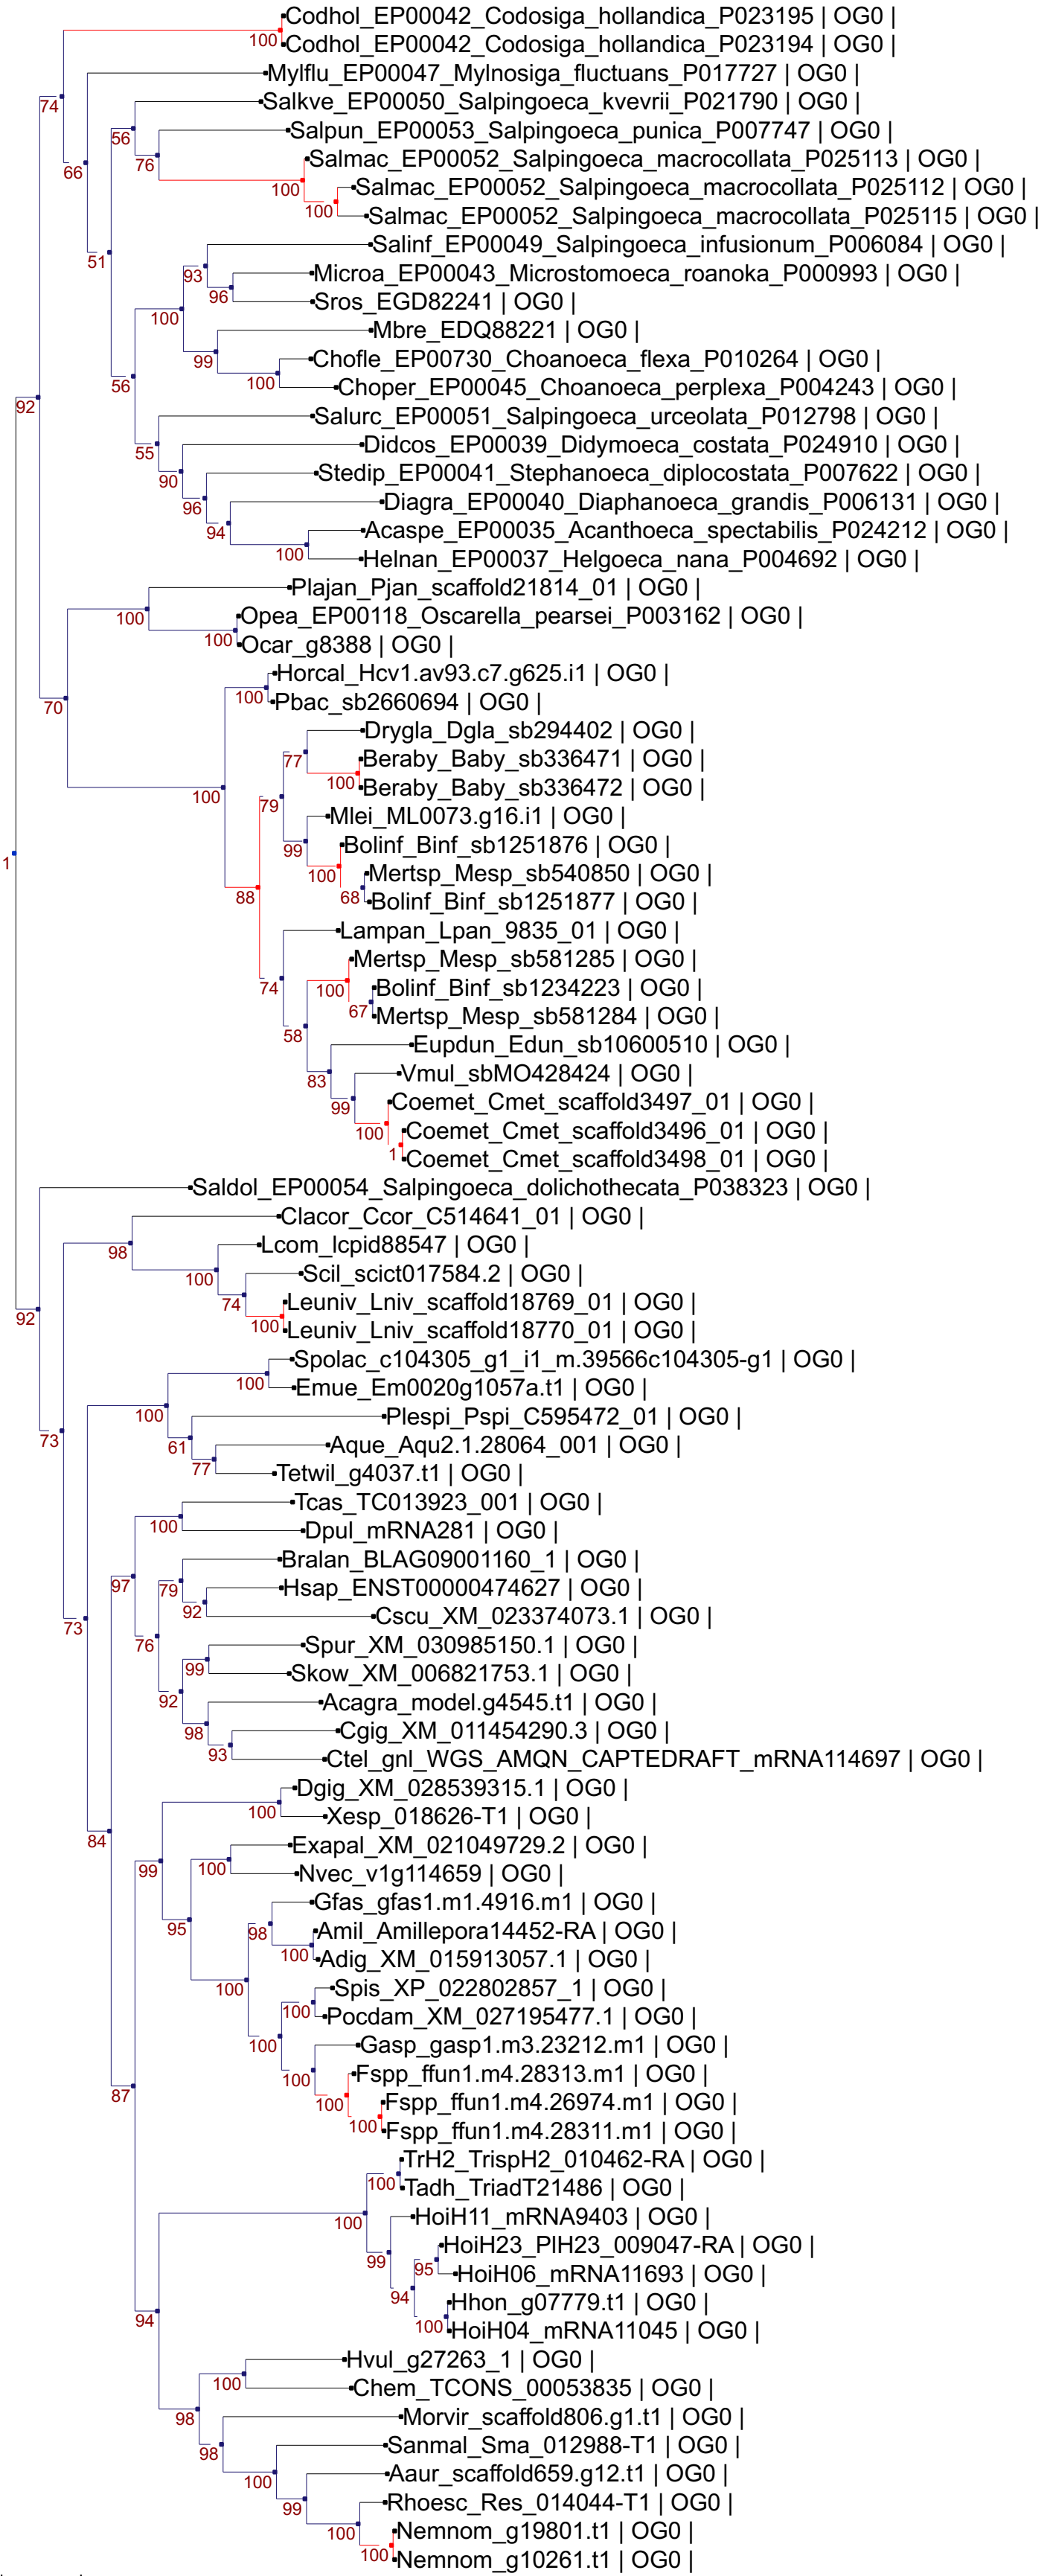 Codhol_EP00042_Codosiga_hollandica_P023195 | OG0 |
100
Codhol_EP00042_Codosiga_hollandica_P023194 | OG0 |
Mylflu_EP00047_Mylnosiga_fluctuans_P017727 | OG0 |
74
Salkve_EP00050_Salpingoeca_kvevrii_P021790 | OG0 |
56
Salpun_EP00053_Salpingoeca_punica_P007747 | OG0 |
76
Salmac_EP00052_Salpingoeca_macrocollata_P025113 | OG0 |
66
100
Salmac_EP00052_Salpingoeca_macrocollata_P025112 | OG0 |
100
Salmac_EP00052_Salpingoeca_macrocollata_P025115 | OG0 |
Salinf_EP00049_Salpingoeca_infusionum_P006084 | OG0 |
51
93
Microa_EP00043_Microstomoeca_roanoka_P000993 | OG0 |
96
Sros_EGD82241 | OG0 |
100
Mbre_EDQ88221 | OG0 |
99
Chofle_EP00730_Choanoeca_flexa_P010264 | OG0 |
100
56
Choper_EP00045_Choanoeca_perplexa_P004243 | OG0 |
92
Salurc_EP00051_Salpingoeca_urceolata_P012798 | OG0 |
Didcos_EP00039_Didymoeca_costata_P024910 | OG0 |
55
Stedip_EP00041_Stephanoeca_diplocostata_P007622 | OG0 |
90
Diagra_EP00040_Diaphanoeca_grandis_P006131 | OG0 |
96
Acaspe_EP00035_Acanthoeca_spectabilis_P024212 | OG0 |
94
100
Helnan_EP00037_Helgoeca_nana_P004692 | OG0 |
Plajan_Pjan_scaffold21814_01 | OG0 |
100
Opea_EP00118_Oscarella_pearsei_P003162 | OG0 |
100
Ocar_g8388 | OG0 |
Horcal_Hcv1.av93.c7.g625.i1 | OG0 |
100
Pbac_sb2660694 | OG0 |
70
Drygla_Dgla_sb294402 | OG0 |
77
Beraby_Baby_sb336471 | OG0 |
100
Beraby_Baby_sb336472 | OG0 |
100
79
Mlei_ML0073.g16.i1 | OG0 |
99
Bolinf_Binf_sb1251876 | OG0 |
1
100
Mertsp_Mesp_sb540850 | OG0 |
88
68
Bolinf_Binf_sb1251877 | OG0 |
Lampan_Lpan_9835_01 | OG0 |
Mertsp_Mesp_sb581285 | OG0 |
74
100
Bolinf_Binf_sb1234223 | OG0 |
67
Mertsp_Mesp_sb581284 | OG0 |
58
Eupdun_Edun_sb10600510 | OG0 |
Vmul_sbMO428424 | OG0 |
83
Coemet_Cmet_scaffold3497_01 | OG0 |
99
Coemet_Cmet_scaffold3496_01 | OG0 |
100
1
Coemet_Cmet_scaffold3498_01 | OG0 |
Saldol_EP00054_Salpingoeca_dolichothecata_P038323 | OG0 |
Clacor_Ccor_C514641_01 | OG0 |
98
Lcom_lcpid88547 | OG0 |
100
Scil_scict017584.2 | OG0 |
74
Leuniv_Lniv_scaffold18769_01 | OG0 |
92
100
Leuniv_Lniv_scaffold18770_01 | OG0 |
Spolac_c104305_g1_i1_m.39566c104305-g1 | OG0 |
100
Emue_Em0020g1057a.t1 | OG0 |
100
Plespi_Pspi_C595472_01 | OG0 |
73
61
Aque_Aqu2.1.28064_001 | OG0 |
77
Tetwil_g4037.t1 | OG0 |
Tcas_TC013923_001 | OG0 |
100
Dpul_mRNA281 | OG0 |
Bralan_BLAG09001160_1 | OG0 |
97
79
Hsap_ENST00000474627 | OG0 |
92
Cscu_XM_023374073.1 | OG0 |
73
76
Spur_XM_030985150.1 | OG0 |
99
Skow_XM_006821753.1 | OG0 |
92
Acagra_model.g4545.t1 | OG0 |
98
Cgig_XM_011454290.3 | OG0 |
93
Ctel_gnl_WGS_AMQN_CAPTEDRAFT_mRNA114697 | OG0 |
Dgig_XM_028539315.1 | OG0 |
100
Xesp_018626-T1 | OG0 |
84
Exapal_XM_021049729.2 | OG0 |
99
100
Nvec_v1g114659 | OG0 |
Gfas_gfas1.m1.4916.m1 | OG0 |
95
98
Amil_Amillepora14452-RA | OG0 |
100
Adig_XM_015913057.1 | OG0 |
100
Spis_XP_022802857_1 | OG0 |
100
Pocdam_XM_027195477.1 | OG0 |
100
Gasp_gasp1.m3.23212.m1 | OG0 |
100
Fspp_ffun1.m4.28313.m1 | OG0 |
87
100
Fspp_ffun1.m4.26974.m1 | OG0 |
100
Fspp_ffun1.m4.28311.m1 | OG0 |
TrH2_TrispH2_010462-RA | OG0 |
100
Tadh_TriadT21486 | OG0 |
100
HoiH11_mRNA9403 | OG0 |
HoiH23_PlH23_009047-RA | OG0 |
99
95
HoiH06_mRNA11693 | OG0 |
94
Hhon_g07779.t1 | OG0 |
94
100
HoiH04_mRNA11045 | OG0 |
Hvul_g27263_1 | OG0 |
100
Chem_TCONS_00053835 | OG0 |
98
Morvir_scaffold806.g1.t1 | OG0 |
98
Sanmal_Sma_012988-T1 | OG0 |
100
Aaur_scaffold659.g12.t1 | OG0 |
99
Rhoesc_Res_014044-T1 | OG0 |
100
Nemnom_g19801.t1 | OG0 |
100
Nemnom_g10261.t1 | OG0 |